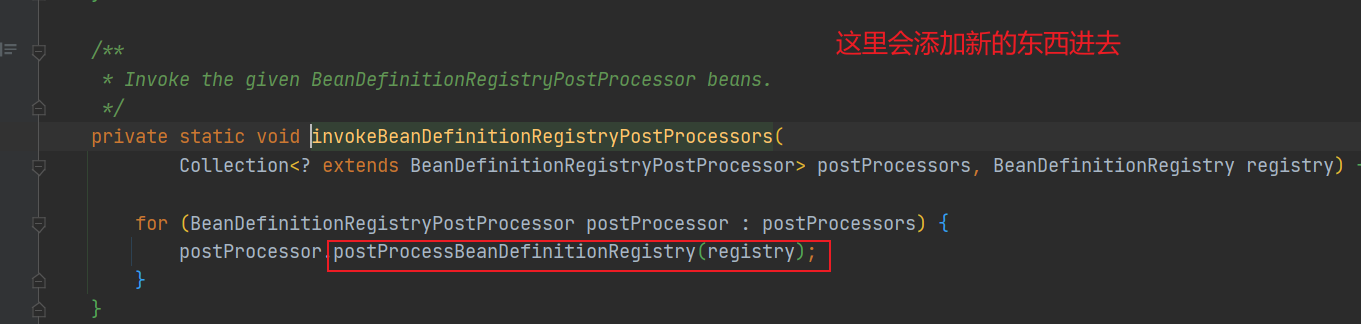 这里会添加新的东西进去
/**
* Invoke the given BeanDefinitionRegistryPostProcessor beans.
*/
private static void invokeBeanDefinitionRegistryPostProcessors(
Collection<? extends BeanDefinitionRegistryPostProcessor> postProcessors, BeanDefinitionRegistry registry)
for (BeanDefinitionRegistryPostProcessor postProcessor : postProcessors) {
postProcessor.postProcessBeanDefinitionRegistry(registry);
}
}